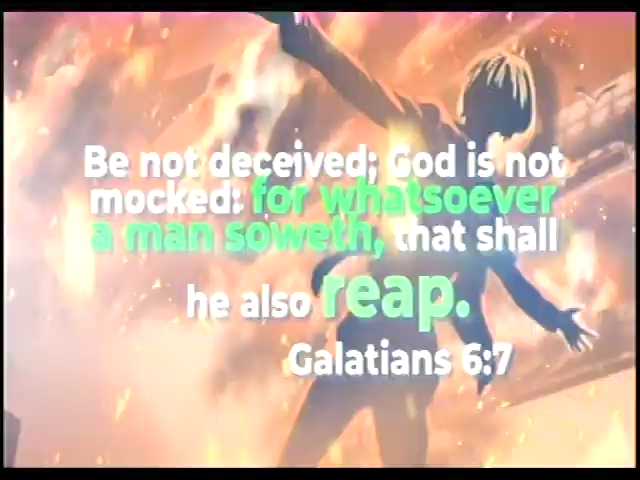 Be not deceived; God is not
mocked: for whatsoever
a man soweth, that shall
he also reap.
Galatians 6:7